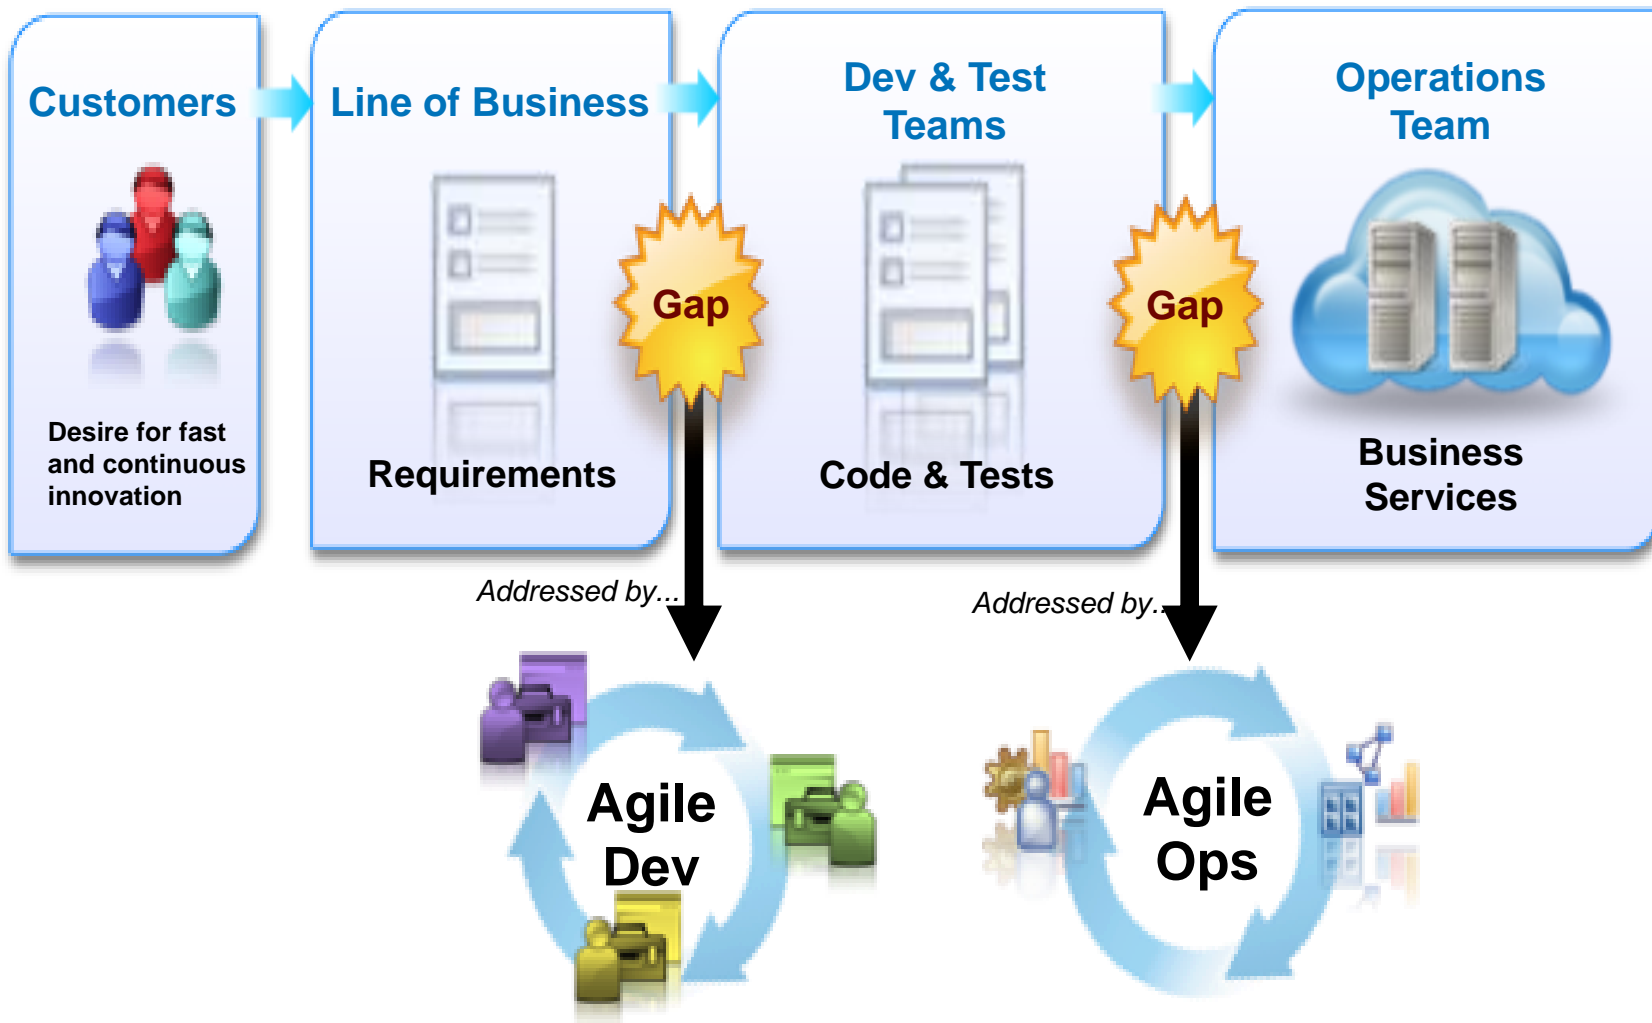 Customers
Line of Business
Dev & Test
Teams
Operations
Team
Gap
Gap
Desire for fast
and continuous
innovation
Requirements
Code & Tests
Business
Services
Addressed by...
Addressed by..
Agile
Dev
Agile
Ops